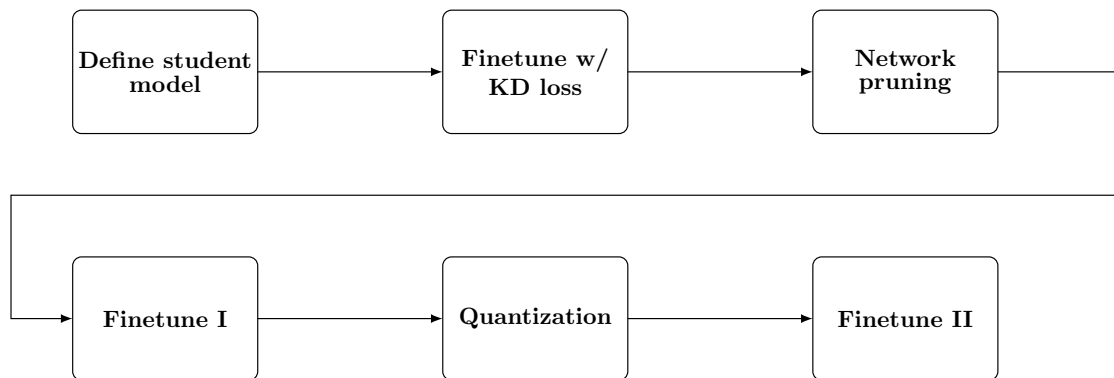 Define student
model
Finetune w/
KD loss
Network
pruning
Finetune I
Quantization
Finetune II